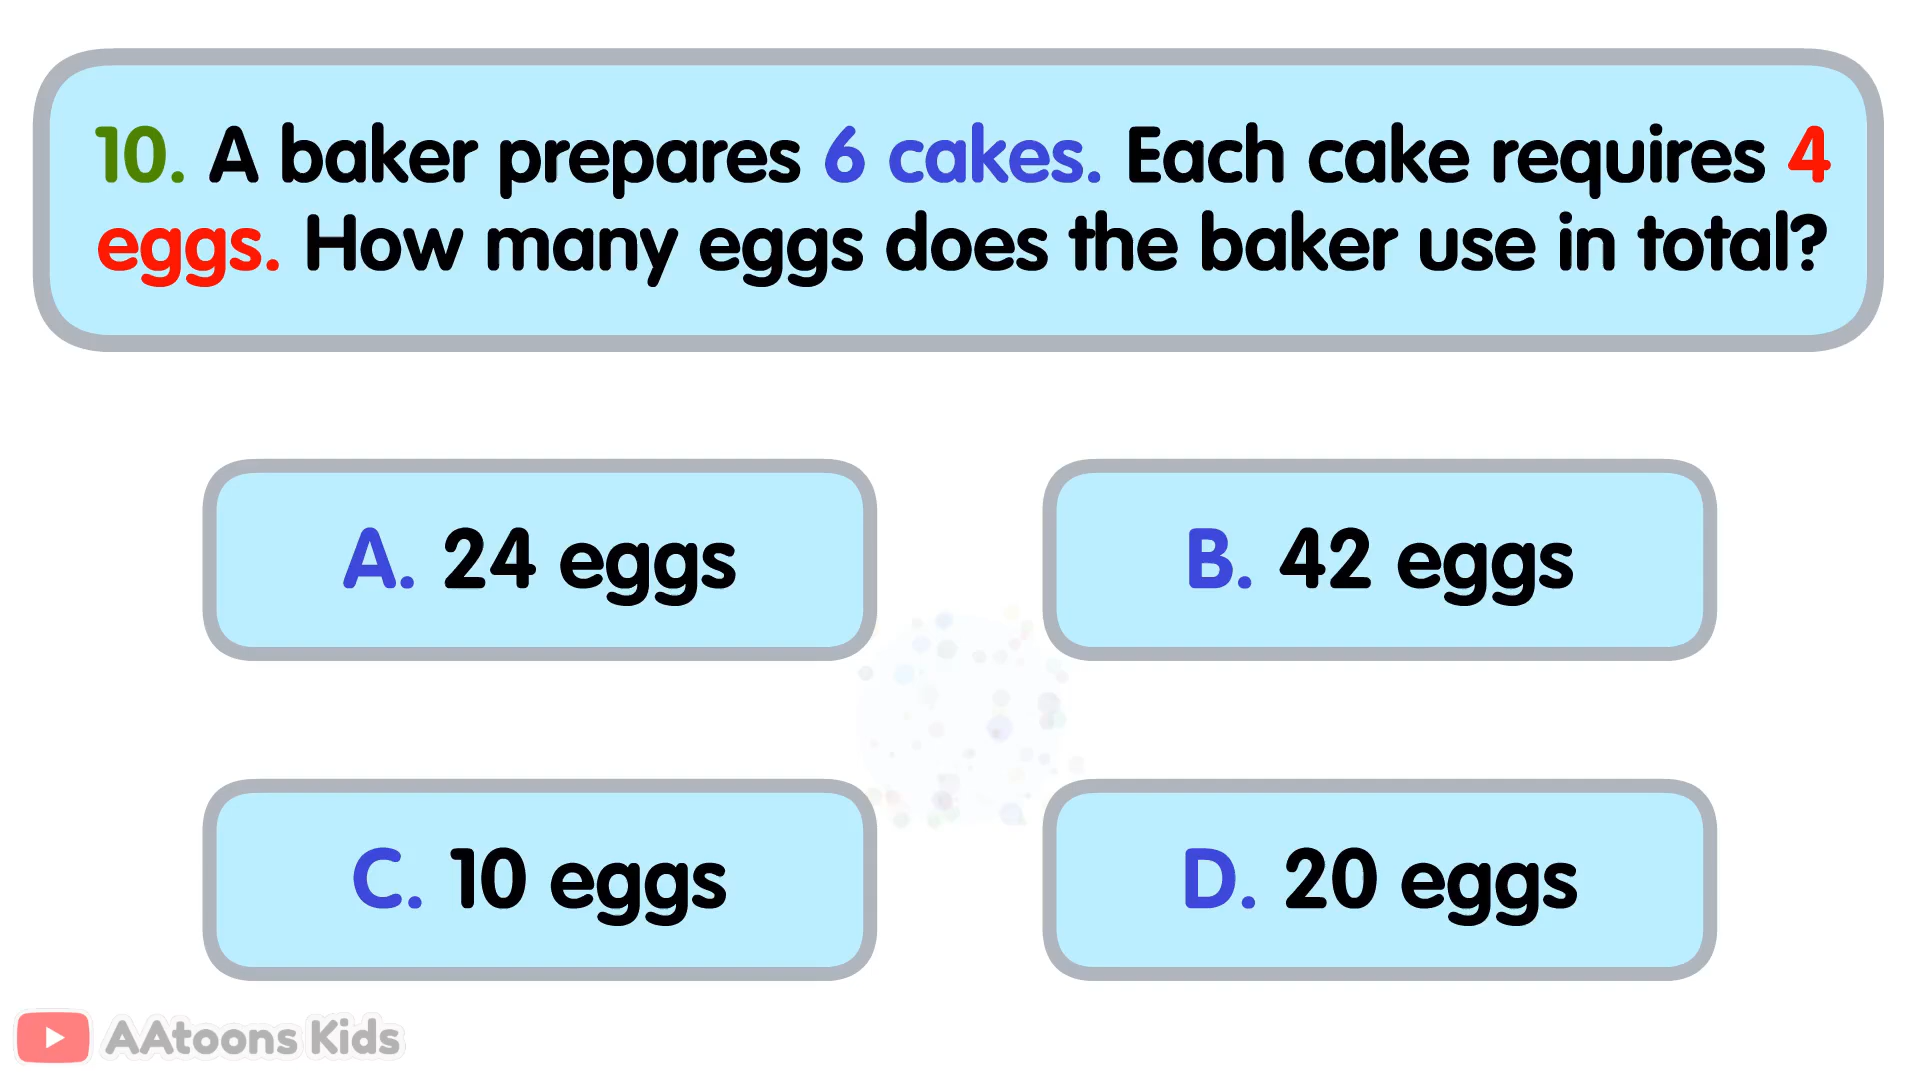 10. A baker prepares 6 cakes. Each cake requires 4
eggs. How many eggs does the baker use in total?
A. 24 eggs
B. 42 eggs
C. 10 eggs
D. 20 eggs
AAtoons Kids